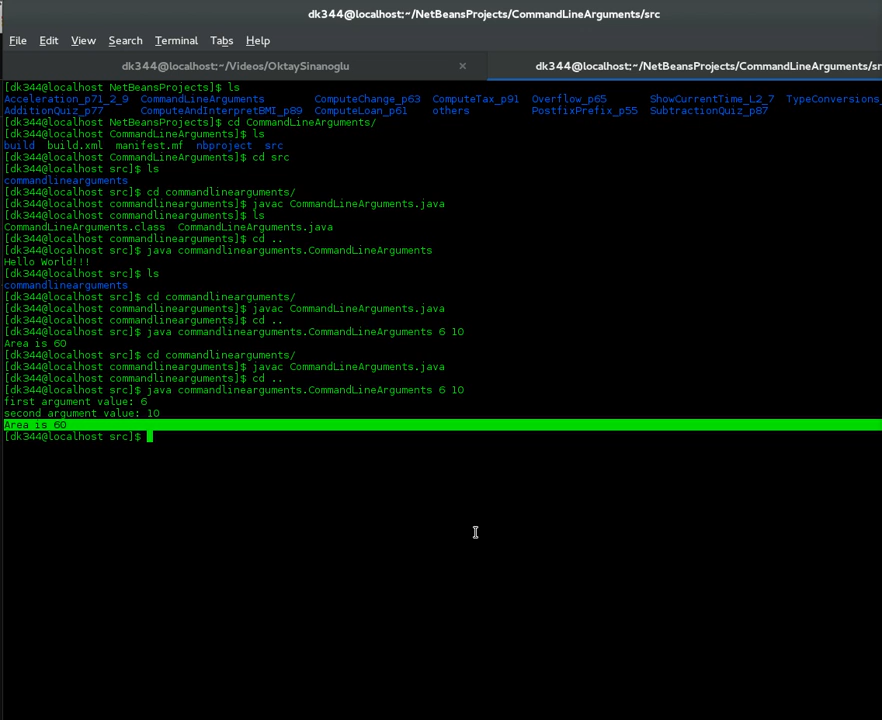 dk344@localhost:~/NetBeansProjects/CommandLineArguments/src
File Edit View Search Terminal Tabs Help
dk344@localhost:~/Videos/OktaySinanoglu × dk344@localhost:~/NetBeansProjects/CommandLineArguments/sr
[dk344@localhost NetBeansProjects]$ ls
Acceleration_p71_2_9 CommandLineArguments ComputeChange_p63 ComputeTax_p91 Overflow_p65 ShowCurrentTime_L2_7 TypeConversions_
AdditionQuiz_p77 ComputeAndInterpretBMI_p89 ComputeLoan_p61 others PostfixPrefix_p55 SubtractionQuiz_p87
[dk344@localhost NetBeansProjects]$ cd CommandLineArguments/
[dk344@localhost CommandLineArguments]$ ls
build build.xml manifest.mf nbproject src
[dk344@localhost CommandLineArguments]$ cd src
[dk344@localhost src]$ ls
commandlinearguments
[dk344@localhost src]$ cd commandlinearguments/
[dk344@localhost commandlinearguments]$ javac CommandLineArguments.java
[dk344@localhost commandlinearguments]$ ls
CommandLineArguments.class CommandLineArguments.java
[dk344@localhost commandlinearguments]$ cd ..
[dk344@localhost src]$ java commandlinearguments.CommandLineArguments
Hello World!!!
[dk344@localhost src]$ ls
commandlinearguments
[dk344@localhost src]$ cd commandlinearguments/
[dk344@localhost commandlinearguments]$ javac CommandLineArguments.java
[dk344@localhost commandlinearguments]$ cd ..
[dk344@localhost src]$ java commandlinearguments.CommandLineArguments 6 10
Area is 60
[dk344@localhost src]$ cd commandlinearguments/
[dk344@localhost commandlinearguments]$ javac CommandLineArguments.java
[dk344@localhost commandlinearguments]$ cd ..
[dk344@localhost src]$ java commandlinearguments.CommandLineArguments 6 10
first argument value: 6
second argument value: 10
Area is 60
[dk344@localhost src]$